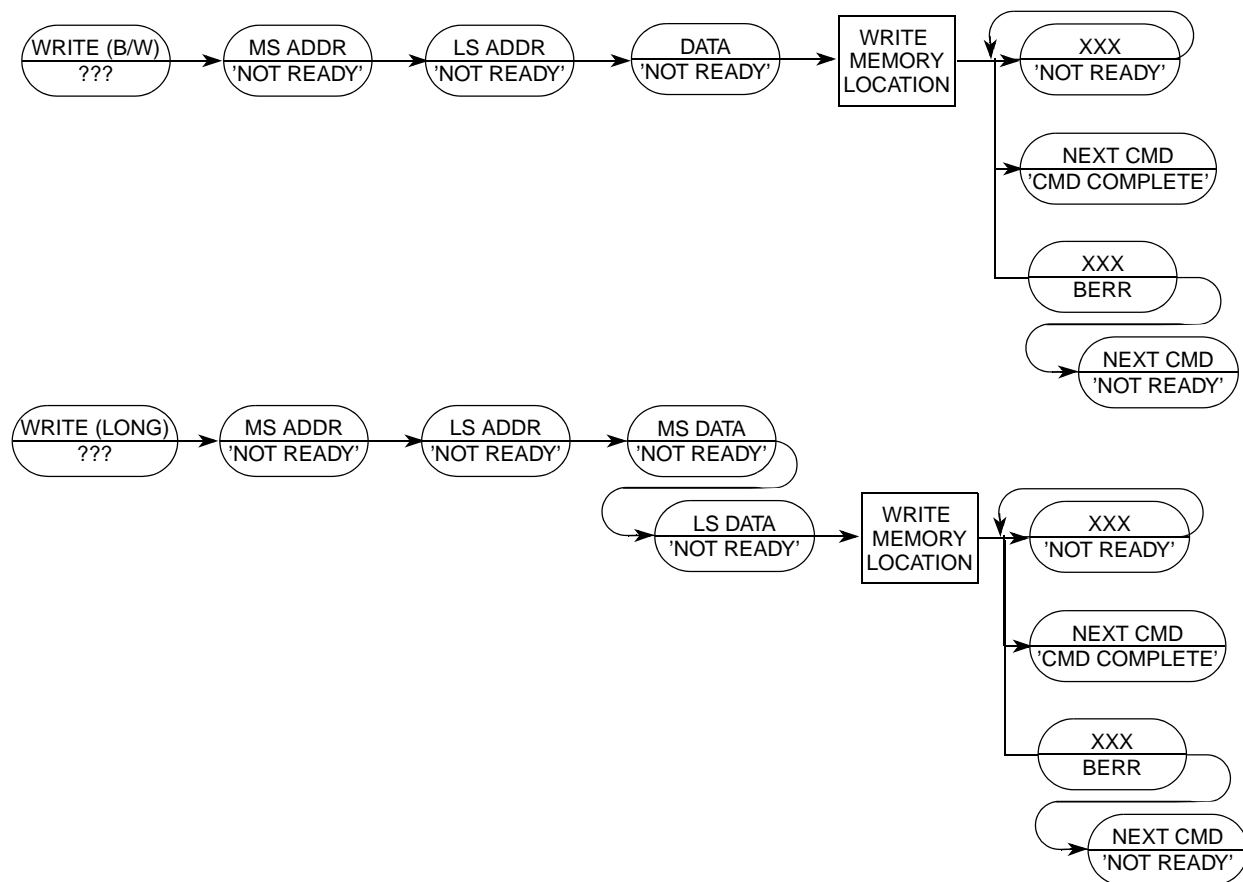 WRITE (B/W)
???
MS ADDR
'NOT READY'
LS ADDR
'NOT READY'
DATA
'NOT READY'
WRITE
MEMORY
LOCATION
XXX
'NOT READY'
NEXT CMD
'CMD COMPLETE'
XXX
BERR
NEXT CMD
'NOT READY'
WRITE (LONG)
???
MS ADDR
'NOT READY'
LS ADDR
'NOT READY'
MS DATA
'NOT READY'
LS DATA
'NOT READY'
WRITE
MEMORY
LOCATION
XXX
'NOT READY'
NEXT CMD
'CMD COMPLETE'
XXX
BERR
NEXT CMD
'NOT READY'